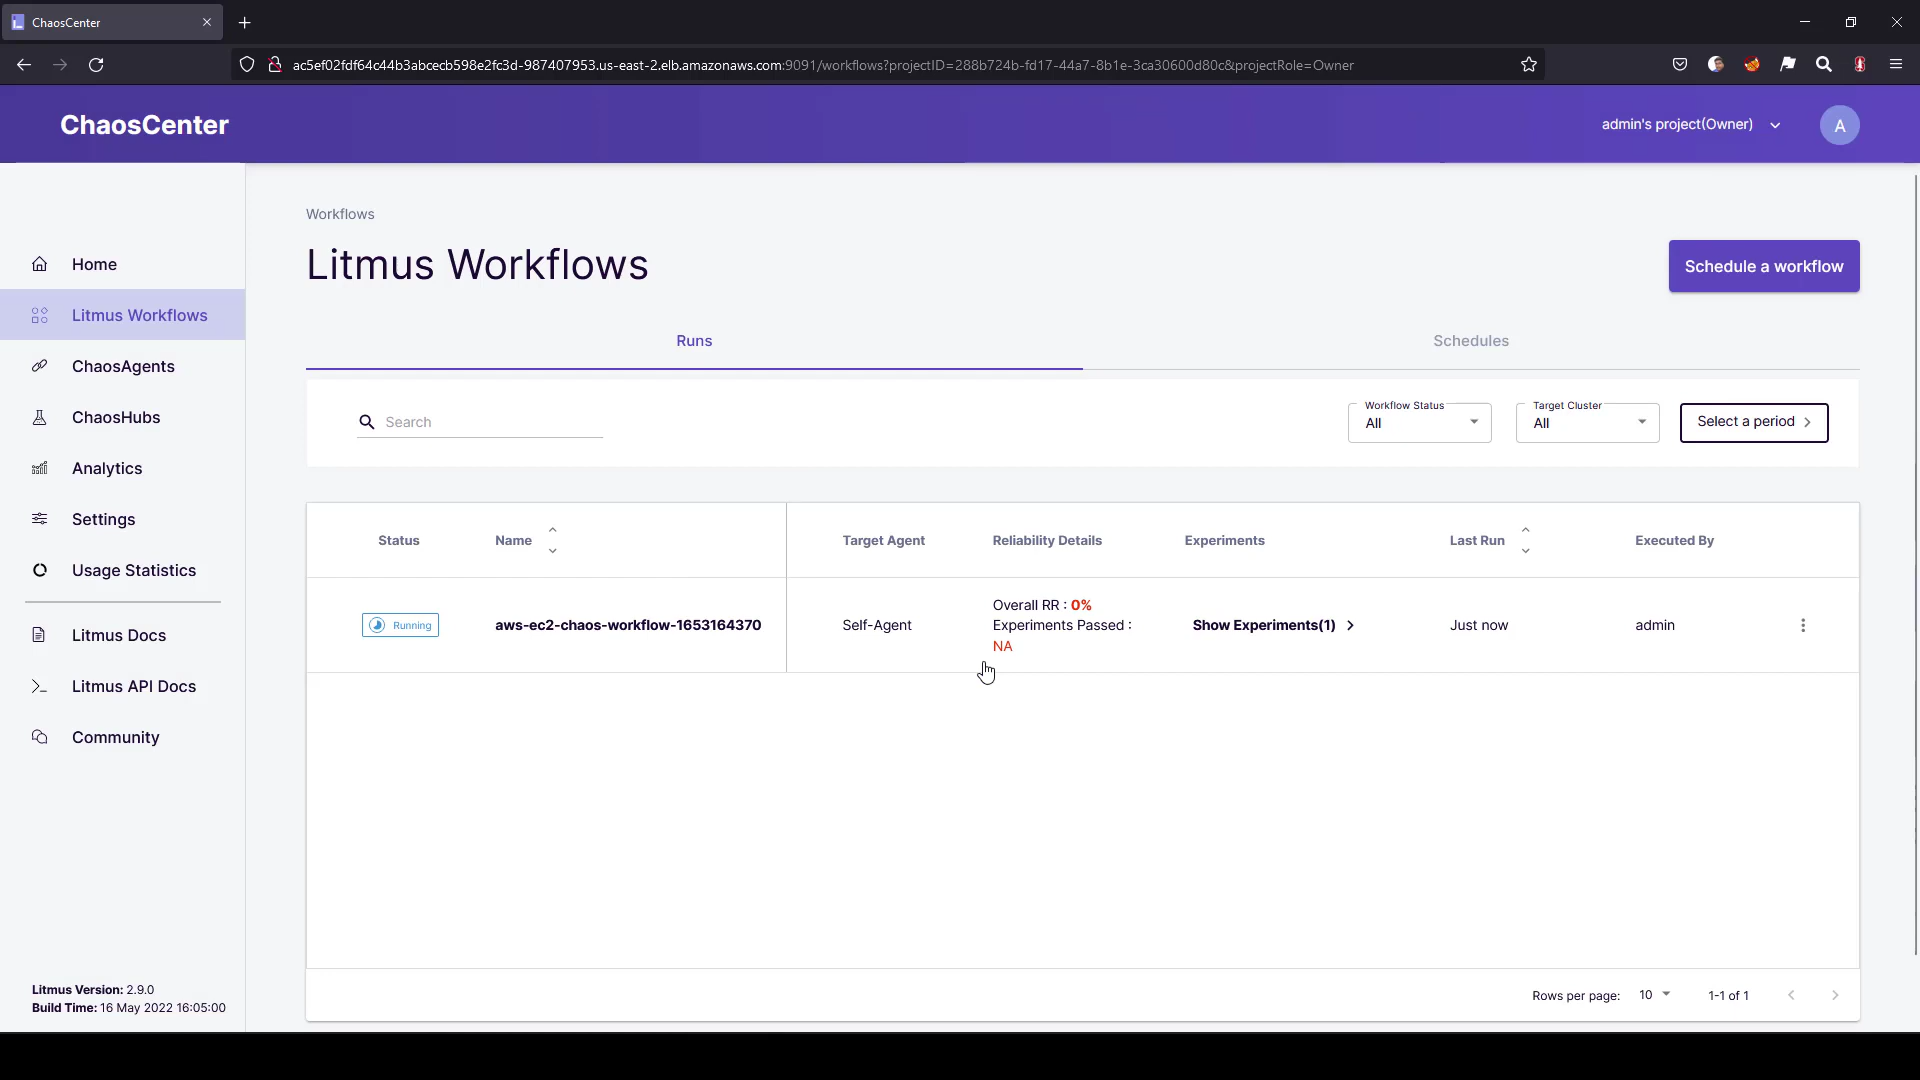 ChaosCenter
ac5ef02fdf64c44b3abcecb598e2fc3d-987407953.us-east-2.elb.amazonaws.com:9091/workflows?projectID=288b724b-fd17-44a7-8b1e-3ca30600d80c&projectRole=Owner
ChaosCenter
admin's project(Owner)
A
Home
Litmus Workflows
ChaosAgents
ChaosHubs
Analytics
Settings
Usage Statistics
Litmus Docs
Litmus API Docs
Community
Litmus Version: 2.9.0
Build Time: 16 May 2022 16:05:00
Workflows
Litmus Workflows
Schedule a workflow
Runs
Schedules
Search
Workflow Status
All
Target Cluster
All
Select a period
Status
Name
Target Agent
Reliability Details
Experiments
Last Run
Executed By
Running
aws-ec2-chaos-workflow-1653164370
Self-Agent
Overall RR : 0%
Experiments Passed :
NA
Show Experiments(1)
Just now
admin
Rows per page:
10
1-1 of 1